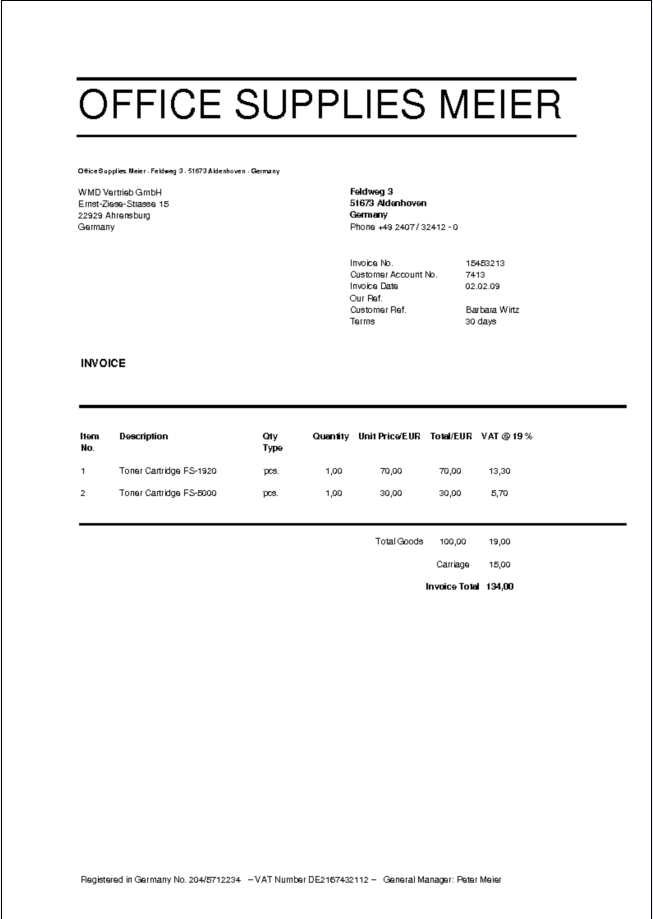 OFFICE SUPPLIES MEIER
Office Supplies Meier - Feldweg 3 - 51673 Aldenhoven - Germany
WMD Vertrieb GmbH
Ernst-Ziese-Strasse 15
22929 Ahrensburg
Germany
Feldweg 3
51673 Aldenhoven
Germany
Phone +49 2407 / 32412 - 0
Invoice No. 15453213
Customer Account No. 7413
Invoice Date 02.02.09
Our Ref.
Customer Ref. Barbara Wirtz
Terms 30 days
INVOICE
Item Description Qty Quantity Unit Price/EUR Total/EUR VAT @ 19 %
No. Type
1 Toner Cartridge FS-1920 pcs. 1,00 70,00 70,00 13,30
2 Toner Cartridge FS-5000 pcs. 1,00 30,00 30,00 5,70
Total Goods 100,00 19,00
Carriage 15,00
Invoice Total 134,00
Registered in Germany No. 204/5712234 – VAT Number DE2167432112 – General Manager: Peter Meier